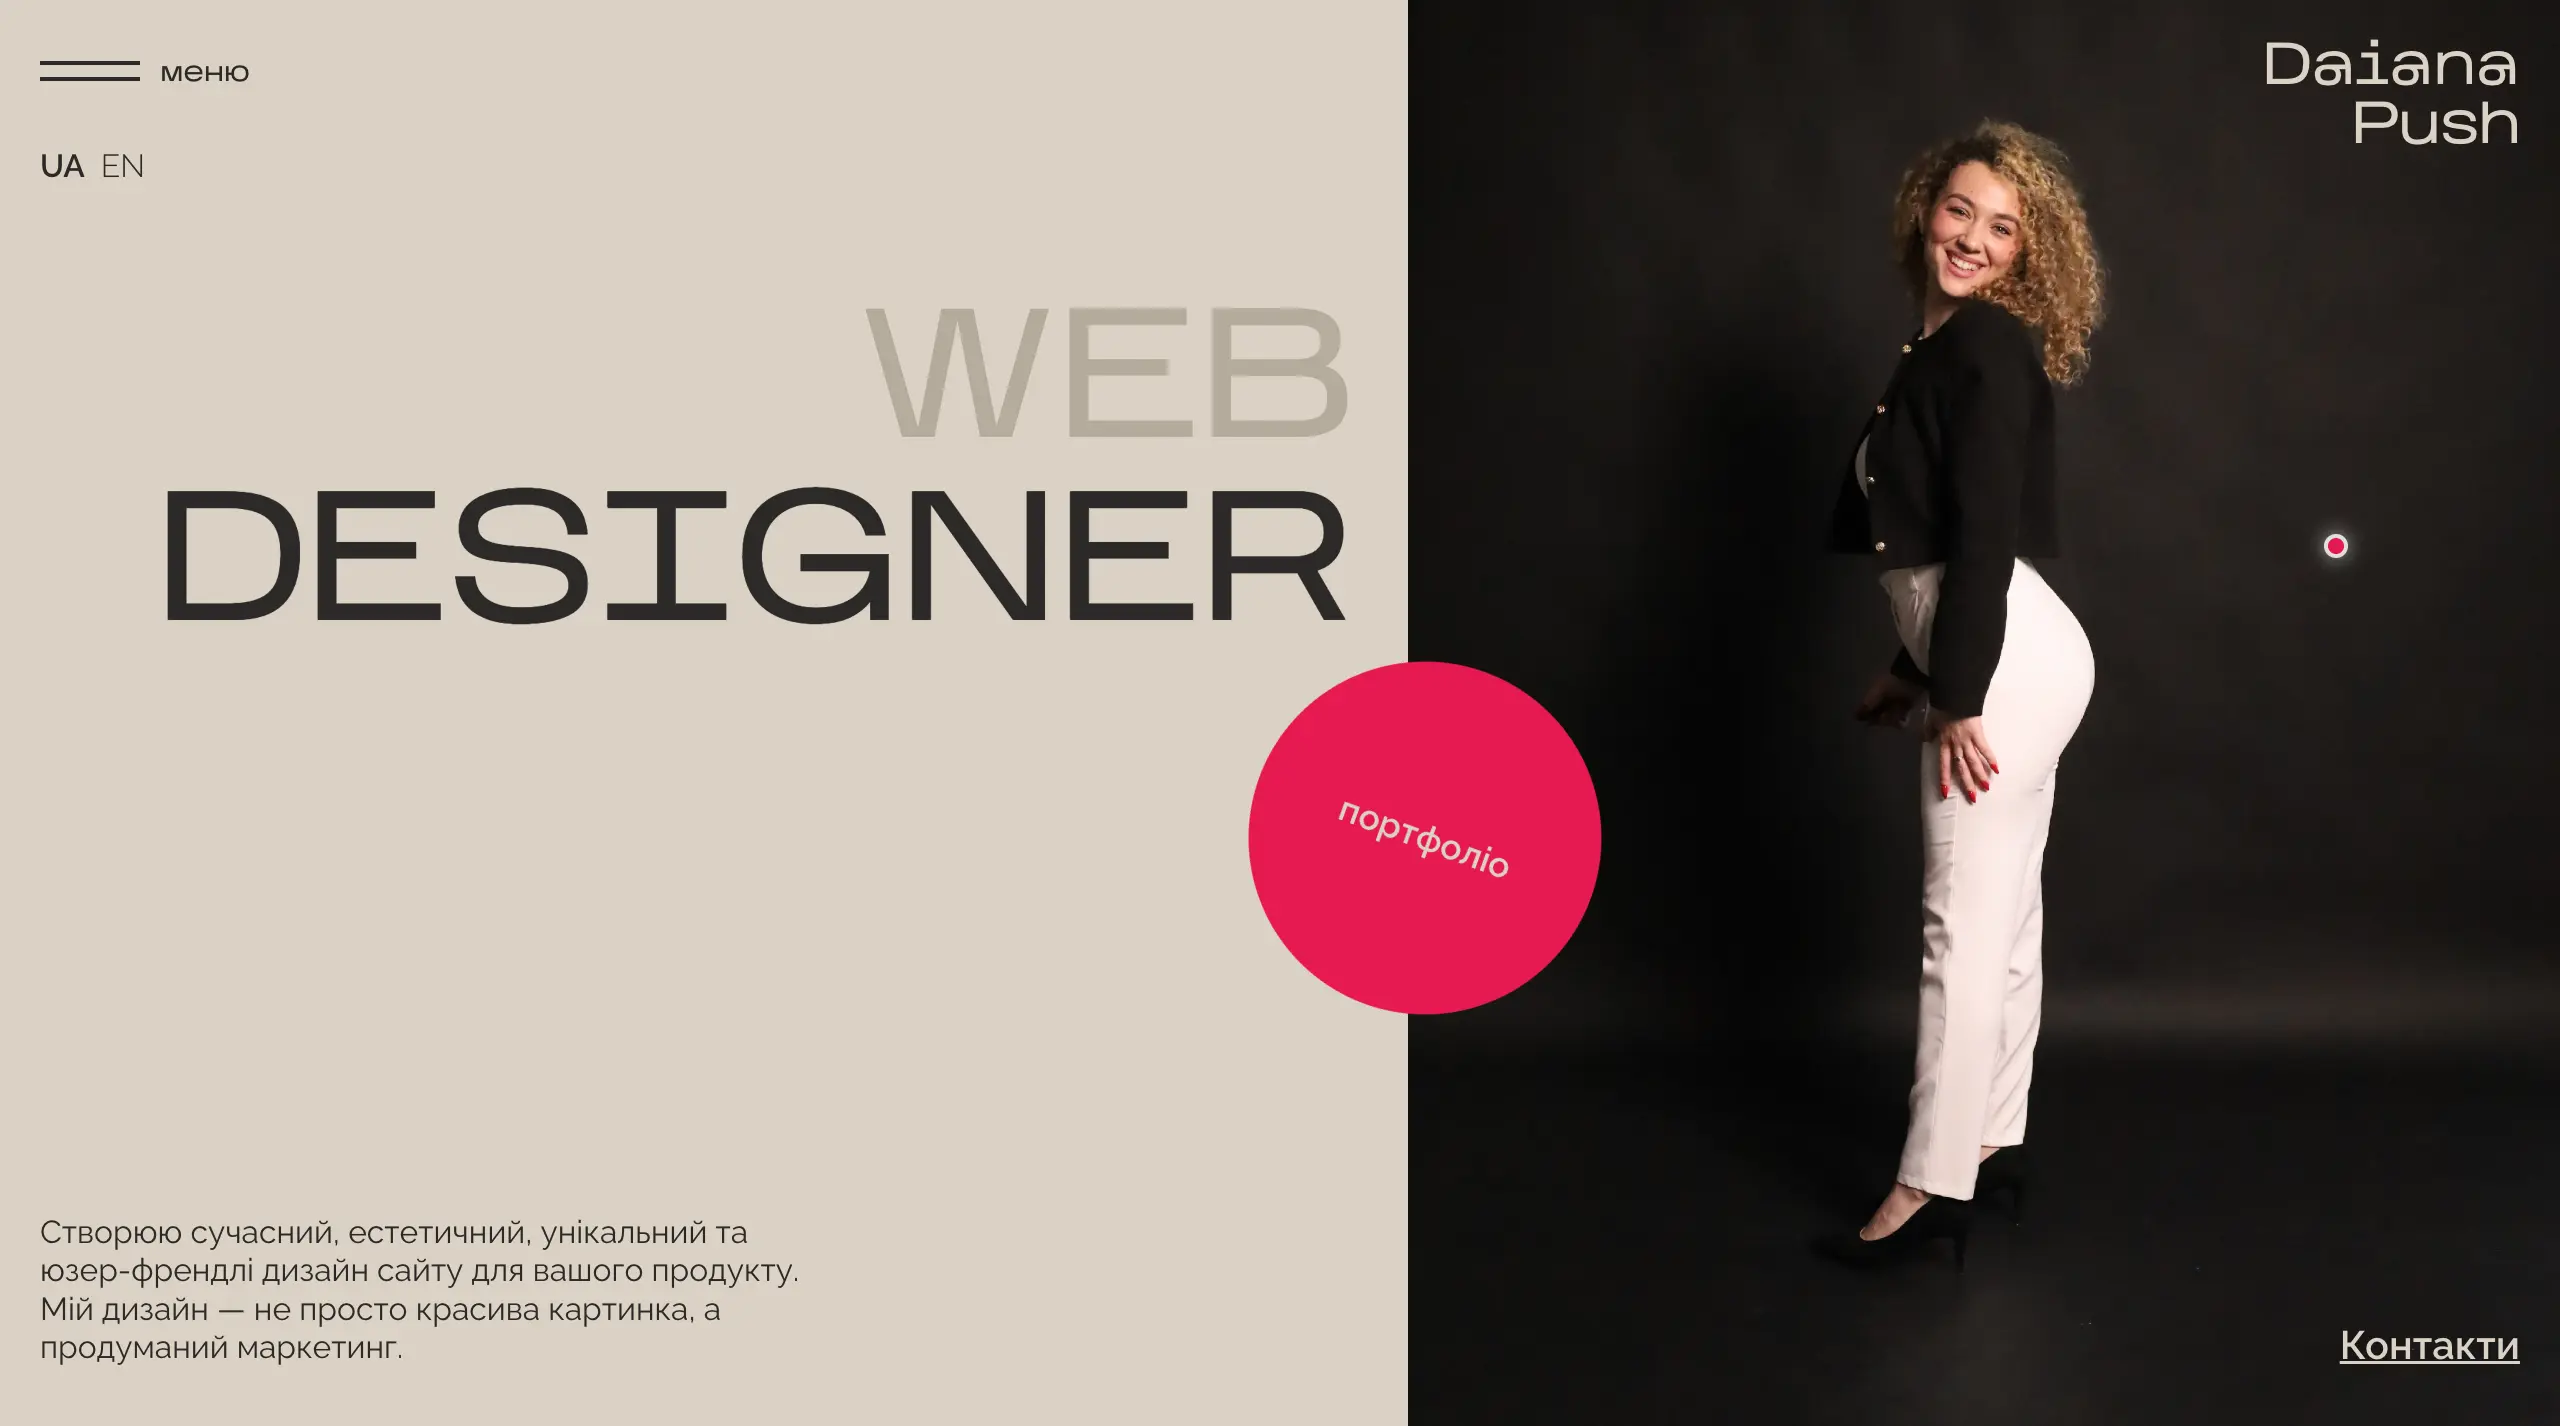 меню
UA EN
Daiana
Push
WEB
DESIGNER
портфоліо
Створюю сучасний, естетичний, унікальний та
юзер-френдлі дизайн сайту для вашого продукту.
Мій дизайн — не просто красива картинка, а
продуманий маркетинг.
Контакти